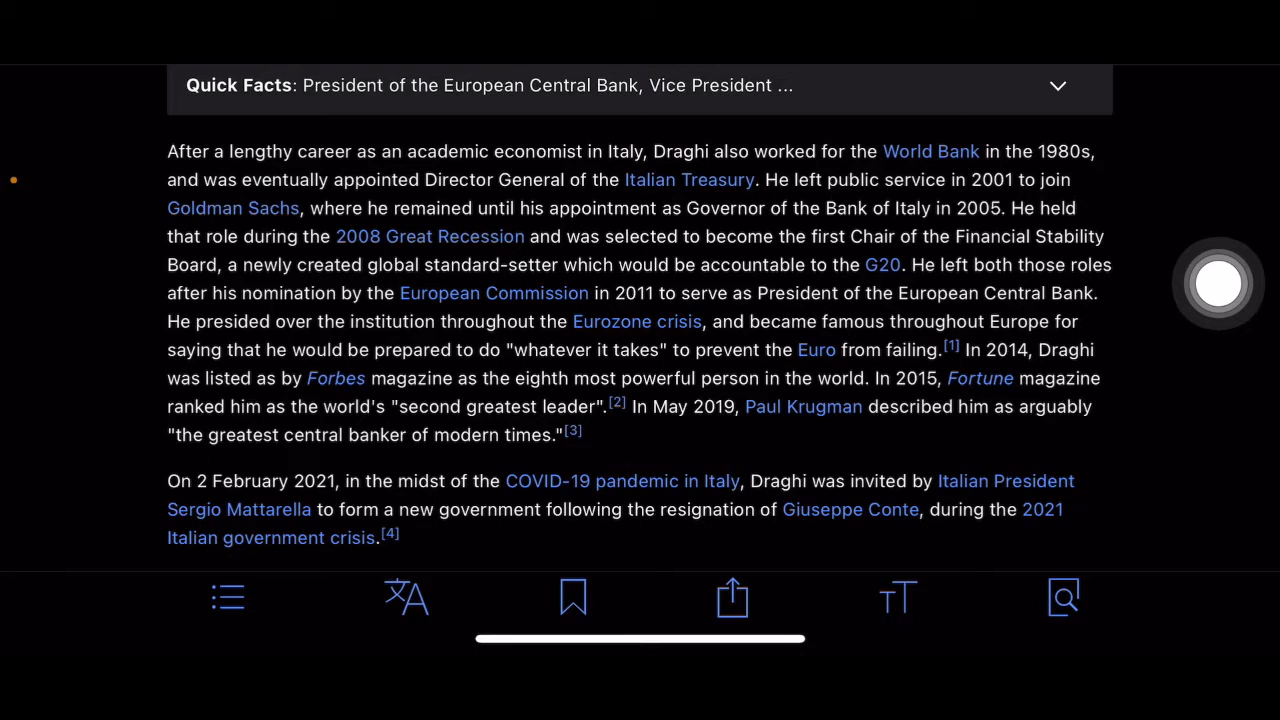 Quick Facts: President of the European Central Bank, Vice President ...
After a lengthy career as an academic economist in Italy, Draghi also worked for the World Bank in the 1980s,
and was eventually appointed Director General of the Italian Treasury. He left public service in 2001 to join
Goldman Sachs, where he remained until his appointment as Governor of the Bank of Italy in 2005. He held
that role during the 2008 Great Recession and was selected to become the first Chair of the Financial Stability
Board, a newly created global standard-setter which would be accountable to the G20. He left both those roles
after his nomination by the European Commission in 2011 to serve as President of the European Central Bank.
He presided over the institution throughout the Eurozone crisis, and became famous throughout Europe for
saying that he would be prepared to do "whatever it takes" to prevent the Euro from failing.[1] In 2014, Draghi
was listed as by Forbes magazine as the eighth most powerful person in the world. In 2015, Fortune magazine
ranked him as the world's "second greatest leader".[2] In May 2019, Paul Krugman described him as arguably
"the greatest central banker of modern times."[3]
On 2 February 2021, in the midst of the COVID-19 pandemic in Italy, Draghi was invited by Italian President
Sergio Mattarella to form a new government following the resignation of Giuseppe Conte, during the 2021
Italian government crisis.[4]
文A
TT